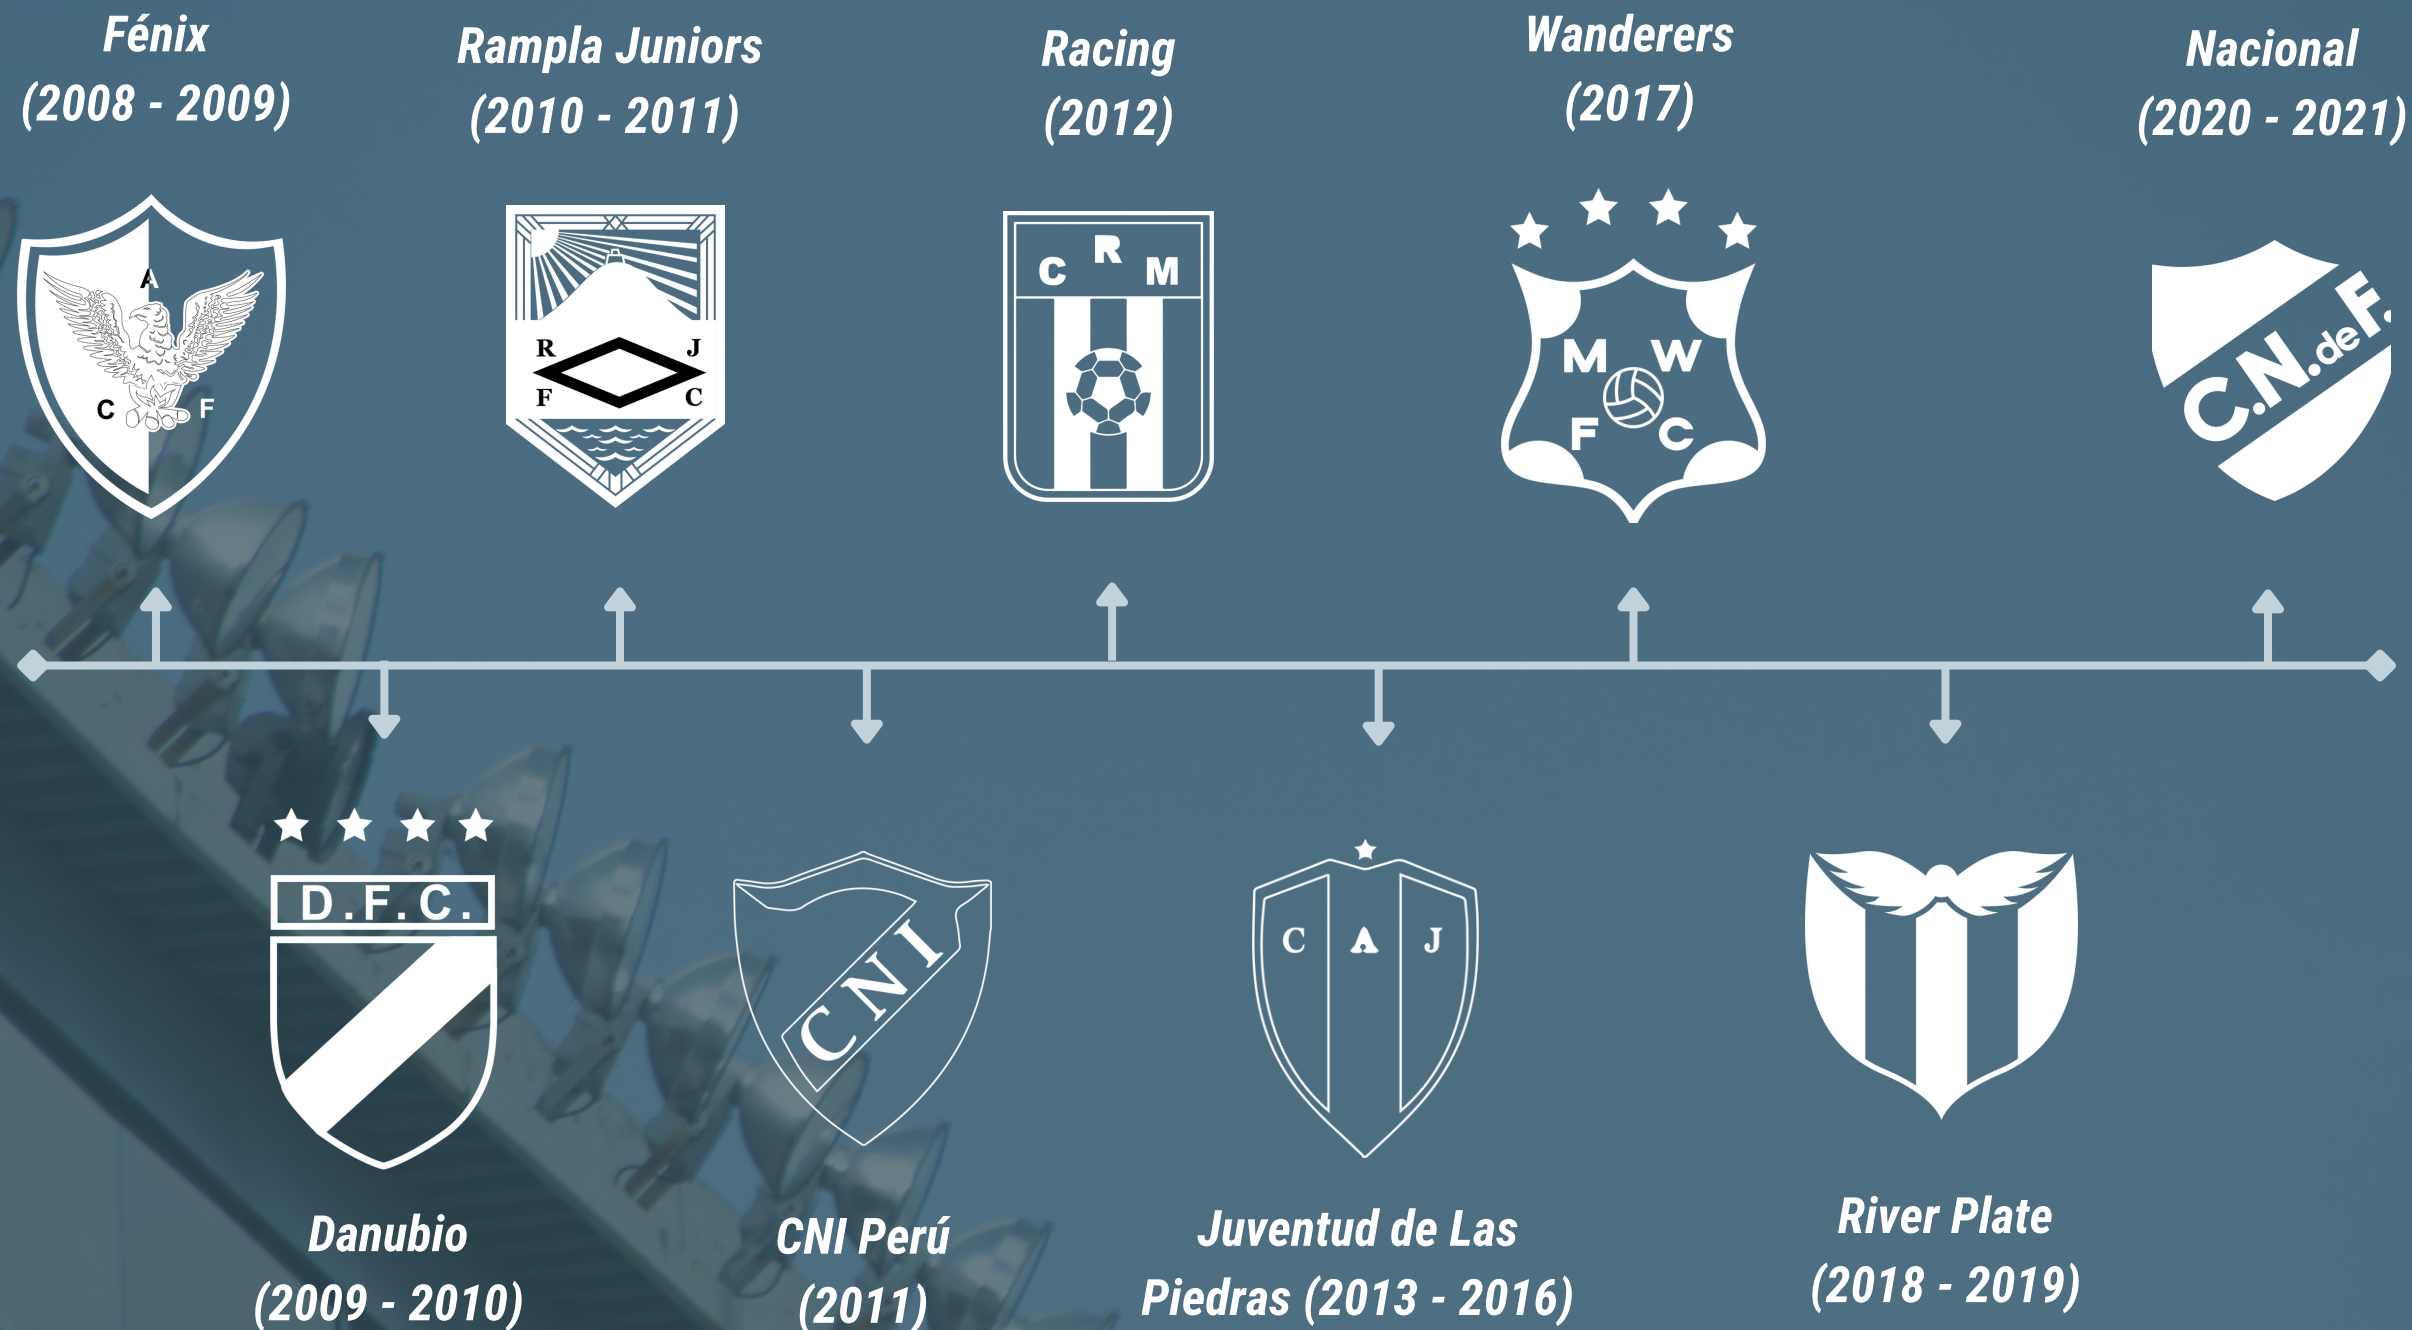 Fénix
(2008 - 2009)
Rampla Juniors
(2010 - 2011)
Racing
(2012)
Wanderers
(2017)
Nacional
(2020 - 2021)
A
C F
R J
F C
C R M
M W
F C
C.N.deF.
D.F.C.
CNI
C A J
Danubio
(2009 - 2010)
CNI Perú
(2011)
Juventud de Las
Piedras (2013 - 2016)
River Plate
(2018 - 2019)